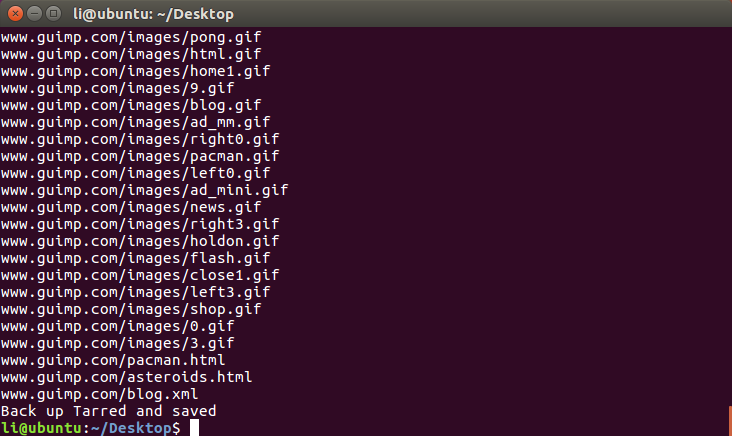 li@ubuntu: ~/Desktop
www.guimp.com/images/pong.gif
www.guimp.com/images/html.gif
www.guimp.com/images/home1.gif
www.guimp.com/images/9.gif
www.guimp.com/images/blog.gif
www.guimp.com/images/ad_mm.gif
www.guimp.com/images/right0.gif
www.guimp.com/images/pacman.gif
www.guimp.com/images/left0.gif
www.guimp.com/images/ad_mini.gif
www.guimp.com/images/news.gif
www.guimp.com/images/right3.gif
www.guimp.com/images/holdon.gif
www.guimp.com/images/flash.gif
www.guimp.com/images/close1.gif
www.guimp.com/images/left3.gif
www.guimp.com/images/shop.gif
www.guimp.com/images/0.gif
www.guimp.com/images/3.gif
www.guimp.com/pacman.html
www.guimp.com/asteroids.html
www.guimp.com/blog.xml
Back up Tarred and saved
li@ubuntu:~/Desktop$